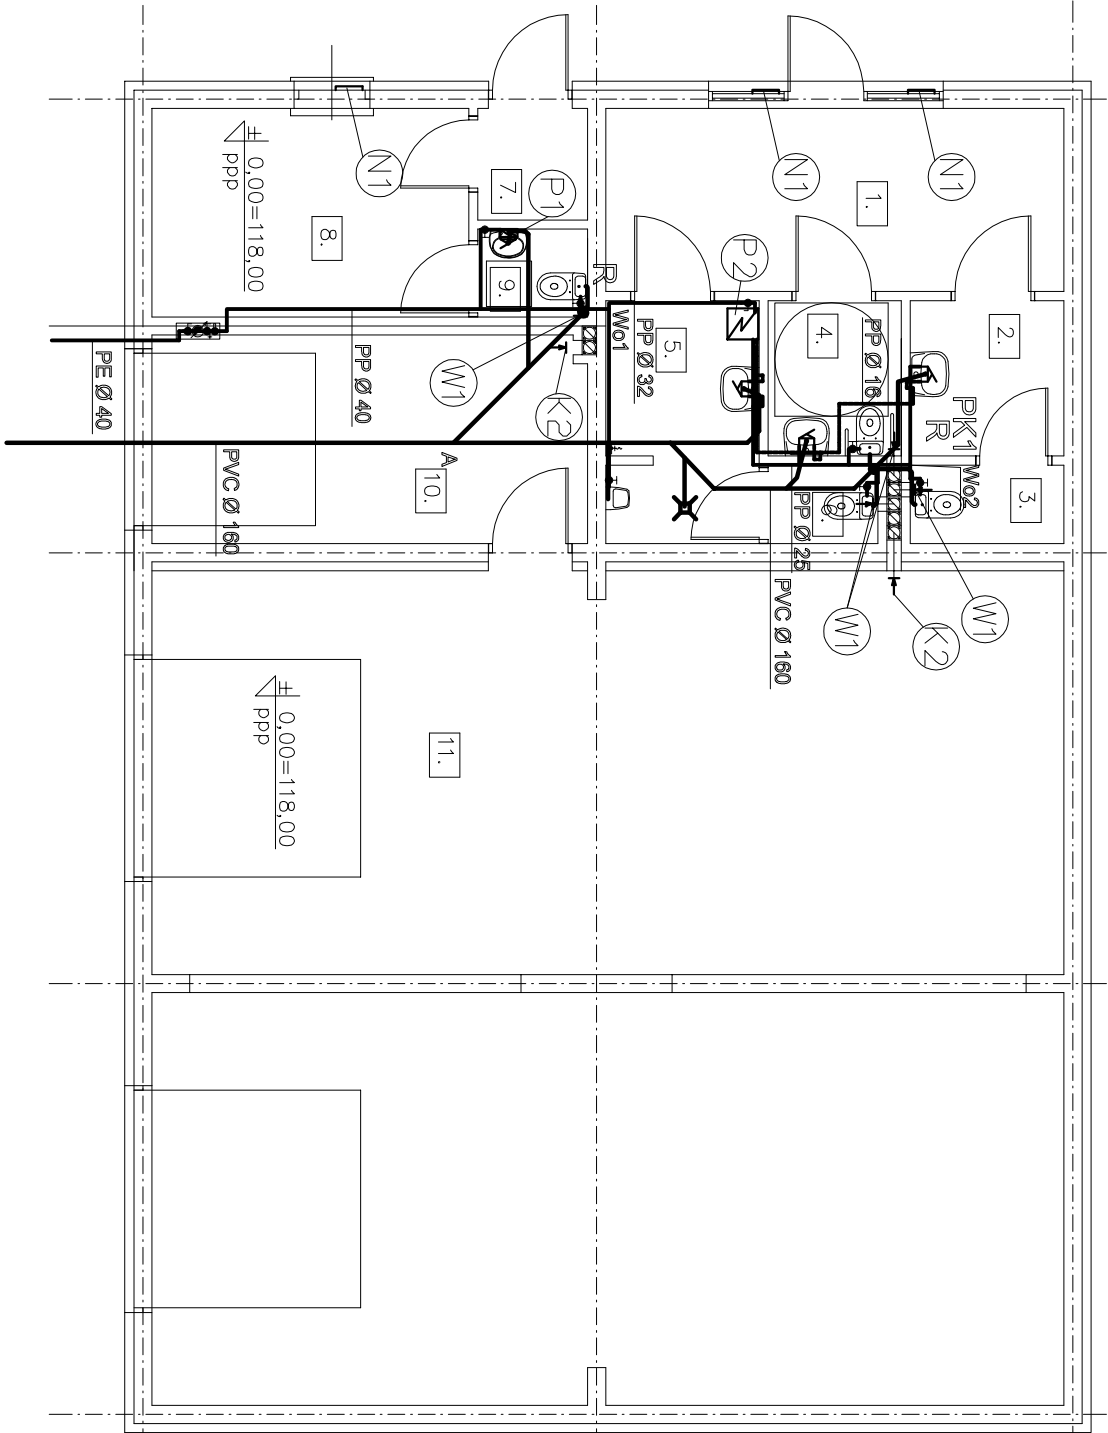 N1
N1
N1
1.
2.
3.
4.
5.
6.
7.
8.
9.
10.
11.
P1
P2
R
± 0,00=118,00
ppp
Wo1
PP Ø 32
PP Ø 16
PK1
R
Wo2
W1
K2
PE Ø 40
PP Ø 40
PVC Ø 160
A
PP Ø 25
PVC Ø 160
W1
K2
W1
± 0,00=118,00
ppp